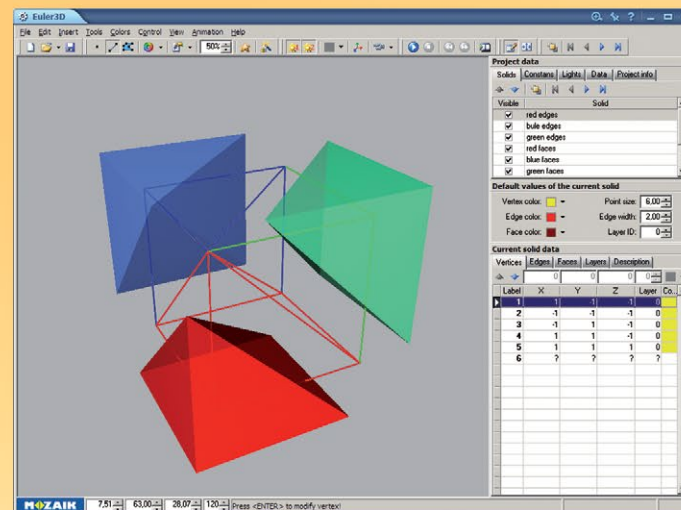 Euler3D
File Edit Insert Tools Colors Control View Animation Help
50%
Project data
Solids Constans Lights Data Project info
Visible Solid
red edges
bule edges
green edges
red faces
blue faces
green faces
Default values of the current solid
Vertex color: Point size: 6,00
Edge color: Edge width: 2,00
Face color: Layer ID: 0
Current solid data
Vertices Edges Faces Layers Description
0 0 0 0
Label X Y Z Layer Co...
1 1 -1 -1 0
2 -1 -1 -1 0
3 -1 1 -1 0
4 1 1 -1 0
5 1 1 1 0
6 ? ? ? ?
MOZAIK 7,51 63,00 28,07 120 Press <ENTER> to modify vertex!